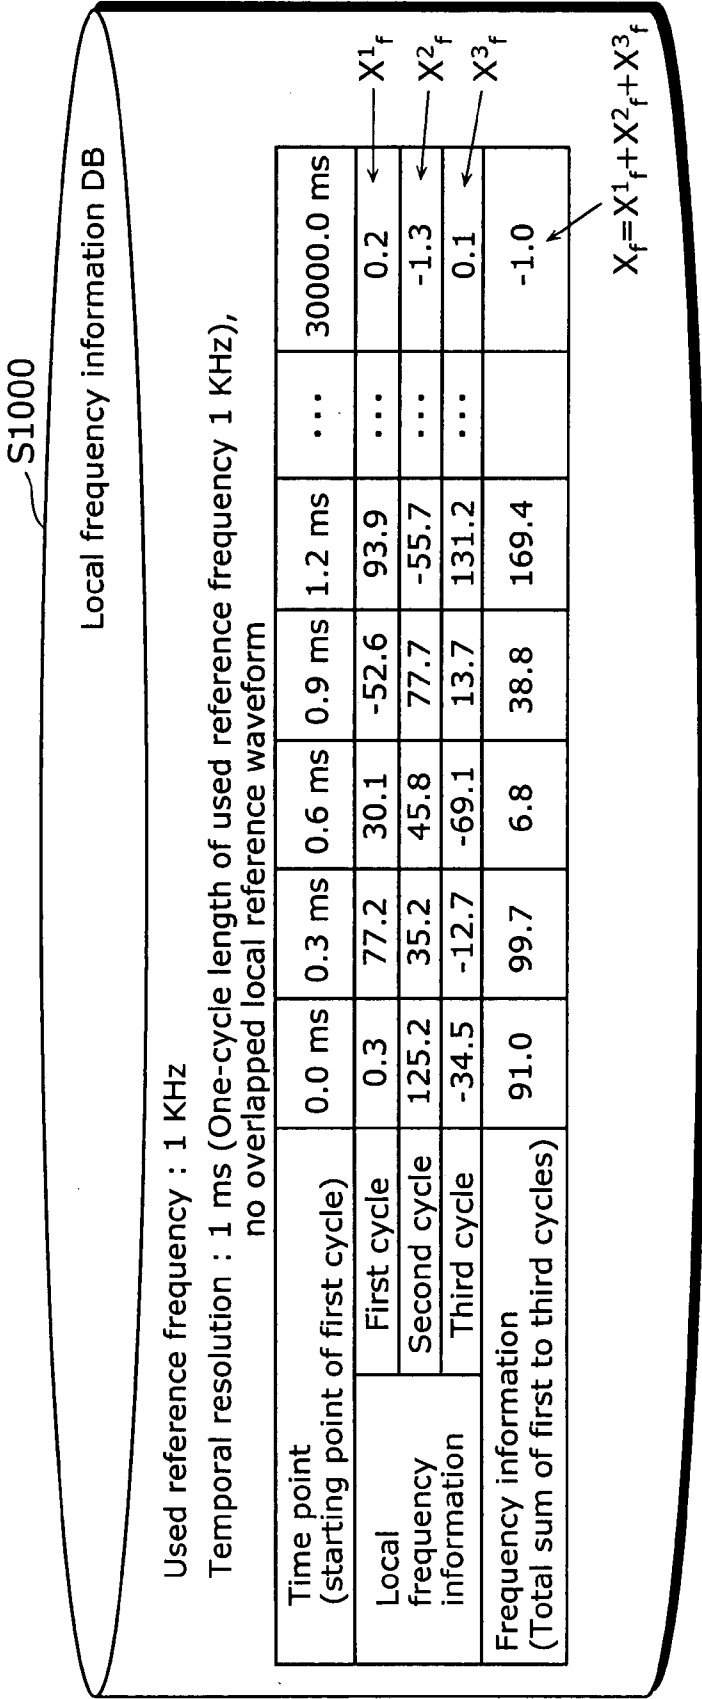 S1000
Local frequency information DB
Used reference frequency : 1 KHz
Temporal resolution : 1 ms (One-cycle length of used reference frequency 1 KHz),
no overlapped local reference waveform
Time point
(starting point of first cycle)
0.0 ms 0.3 ms 0.6 ms 0.9 ms 1.2 ms ... 30000.0 ms
Local
frequency
information
First cycle 0.3 77.2 30.1 -52.6 93.9 ... 0.2 X¹f
Second cycle 125.2 35.2 45.8 77.7 -55.7 ... -1.3 X²f
Third cycle -34.5 -12.7 -69.1 13.7 131.2 ... 0.1 X³f
Frequency information
(Total sum of first to third cycles)
91.0 99.7 6.8 38.8 169.4 -1.0
Xf=X¹f+X²f+X³f